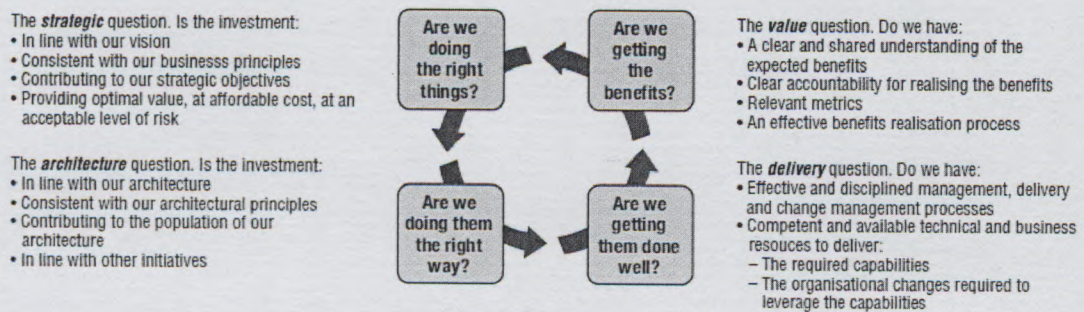 The strategic question. Is the investment:
• In line with our vision
• Consistent with our businesss principles
• Contributing to our strategic objectives
• Providing optimal value, at affordable cost, at an
acceptable level of risk
The architecture question. Is the investment:
• In line with our architecture
• Consistent with our architectural principles
• Contributing to the population of our
architecture
• In line with other initiatives
Are we
doing
the right
things?
Are we
getting
the
benefits?
Are we
doing them
the right
way?
Are we
getting
them done
well?
The value question. Do we have:
• A clear and shared understanding of the
expected benefits
• Clear accountability for realising the benefits
• Relevant metrics
• An effective benefits realisation process
The delivery question. Do we have:
• Effective and disciplined management, delivery
and change management processes
• Competent and available technical and business
resouces to deliver:
– The required capabilities
– The organisational changes required to
leverage the capabilities